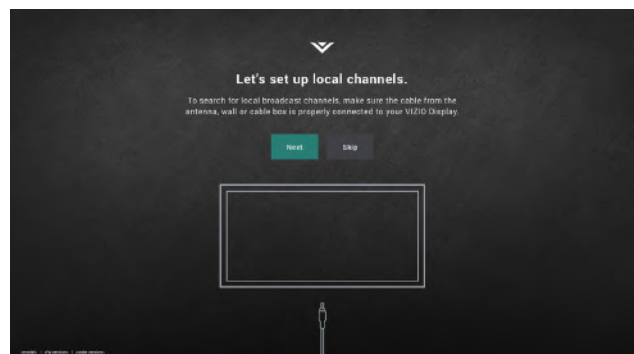 Let's set up local channels.
To search for local broadcast channels, make sure the cable from the
antenna, wall or cable box is properly connected to your VIZIO Display.
Next Skip